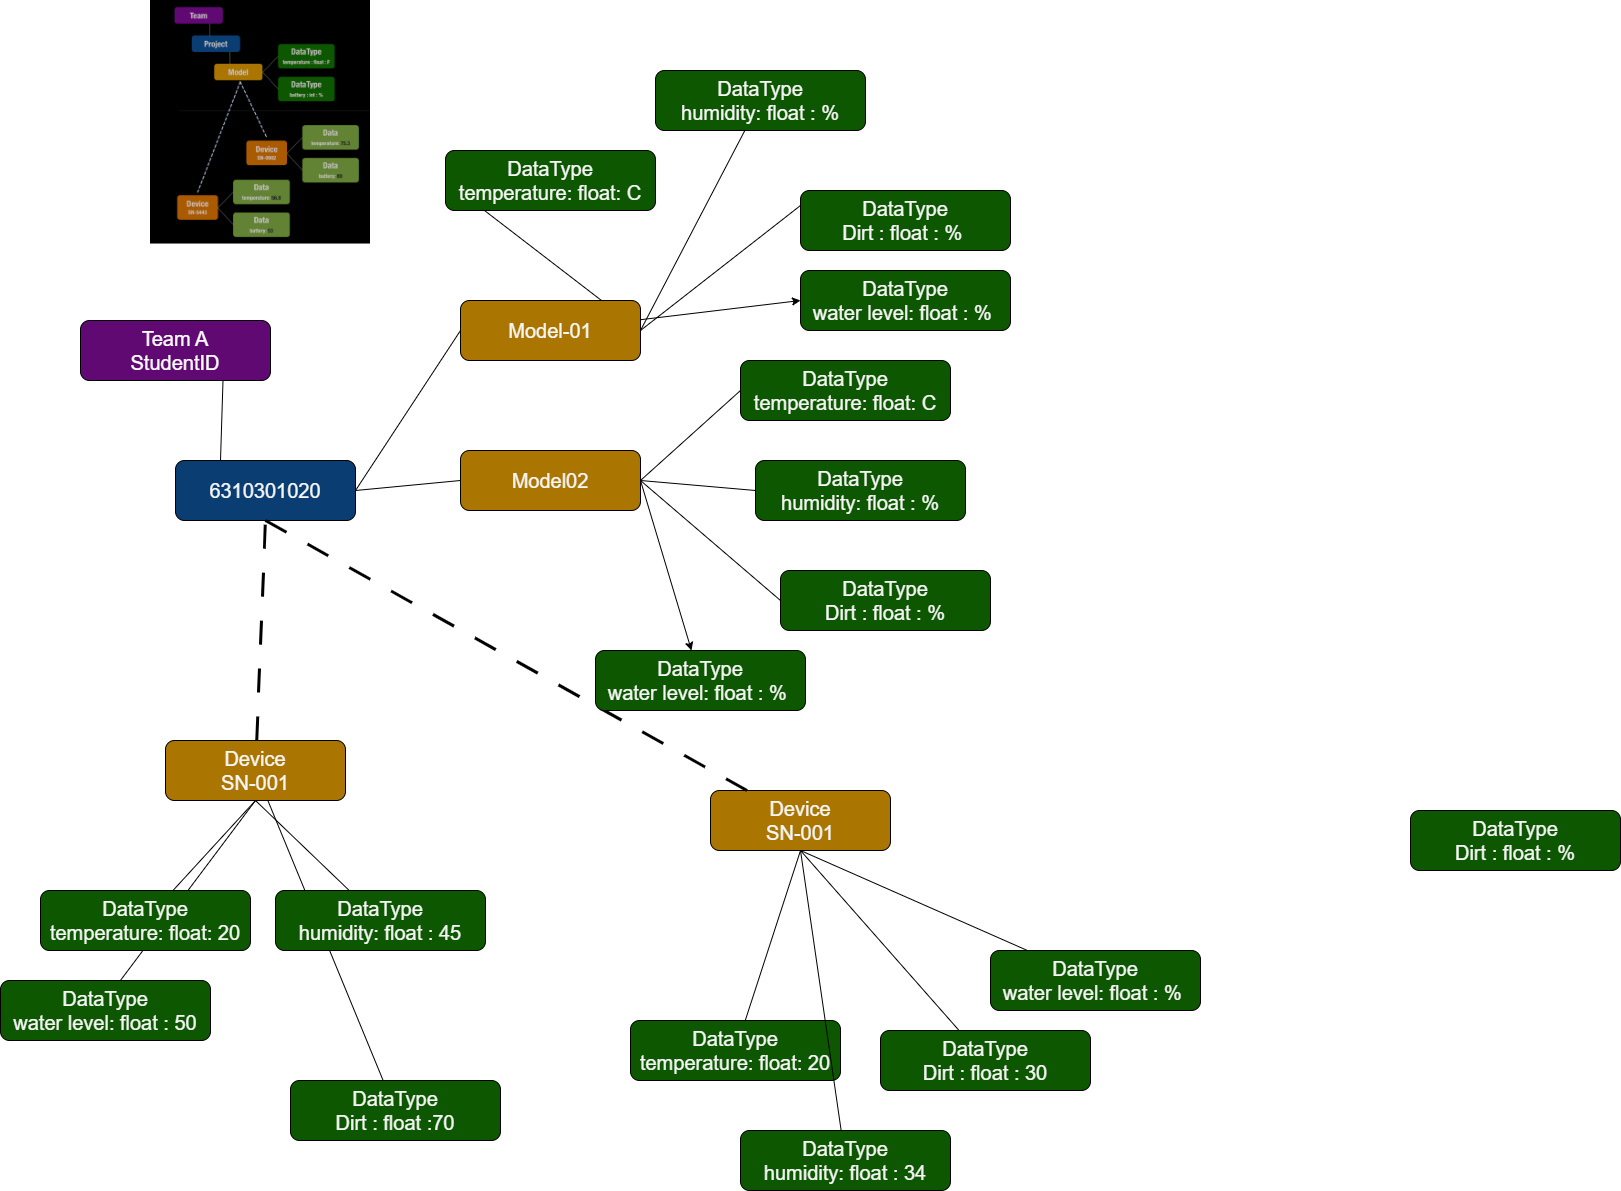 Team
Project
Model
DataType
temperature : float : F
DataType
battery : int : %
Data
temperature:
Device
SN-0002
Data
battery:
Data
temperature:
Device
SN-5443
Data
battery: 50
DataType
humidity: float : %
DataType
temperature: float: C
DataType
Dirt : float : %
DataType
water level: float : %
Team A
StudentID
Model-01
DataType
temperature: float: C
6310301020
Model02
DataType
humidity: float : %
DataType
Dirt : float : %
DataType
water level: float : %
Device
SN-001
Device
SN-001
DataType
Dirt : float : %
DataType
temperature: float: 20
DataType
humidity: float : 45
DataType
water level: float : 50
DataType
water level: float : %
DataType
temperature: float: 20
DataType
Dirt : float : 30
DataType
Dirt : float :70
DataType
humidity: float : 34